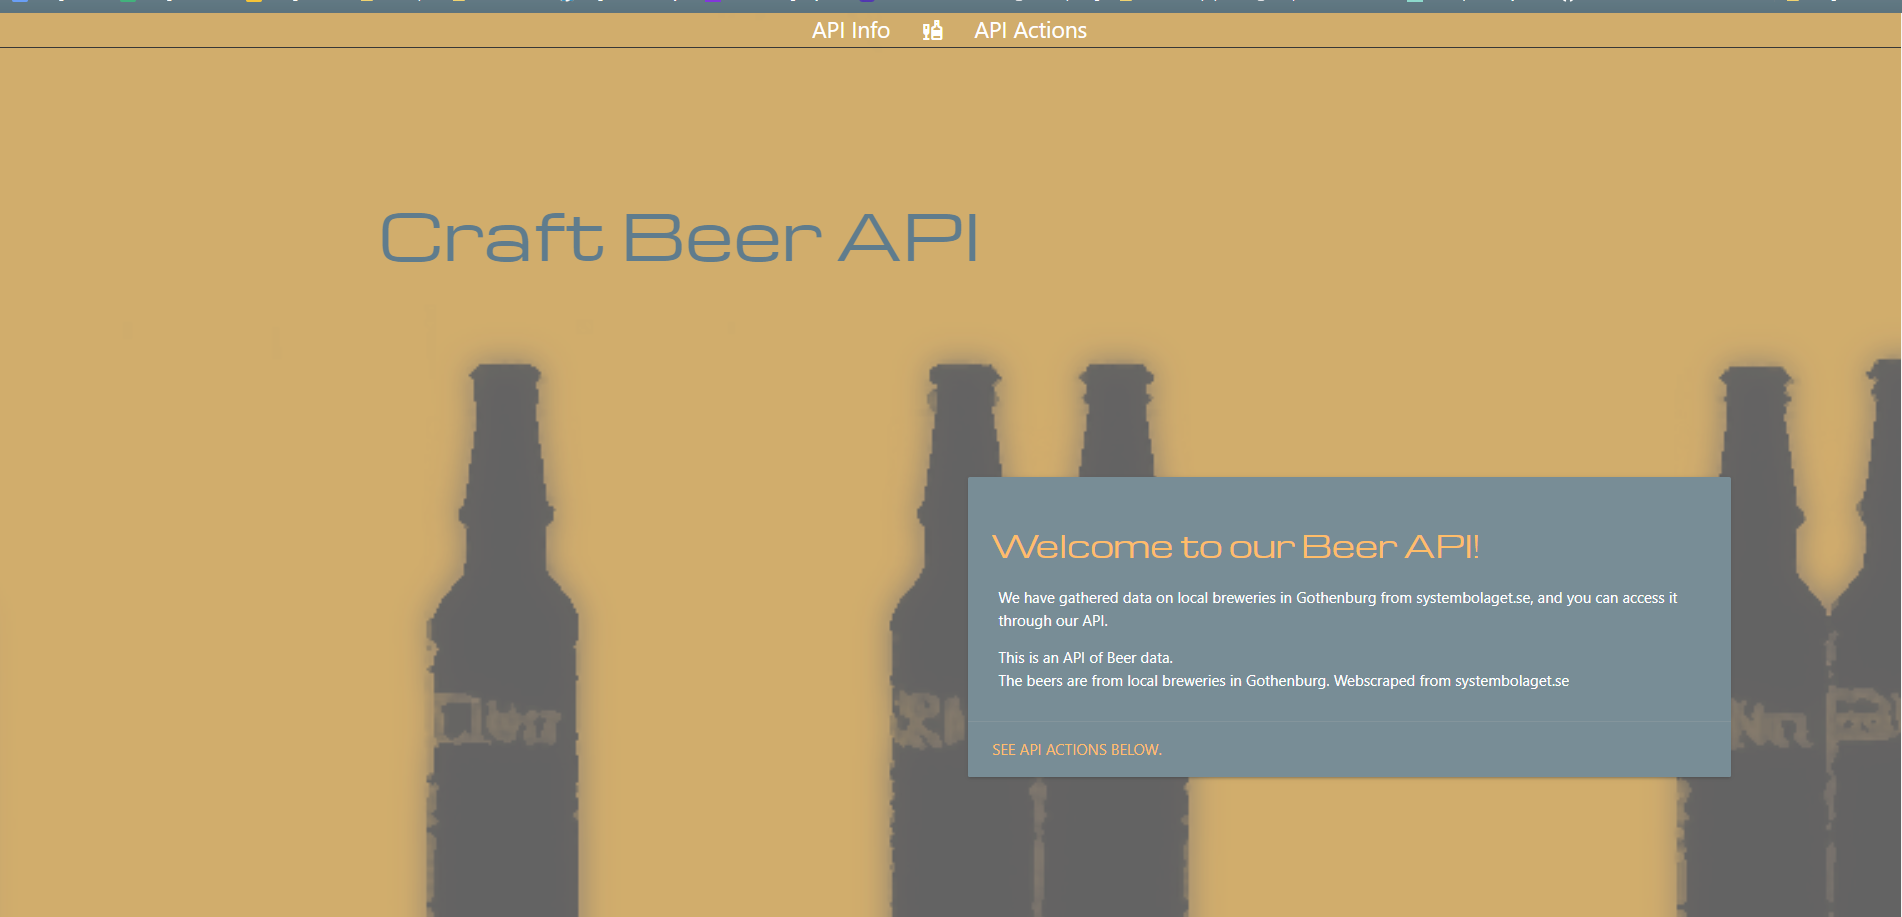 API Info API Actions
Craft Beer API
Welcome to our Beer API!
We have gathered data on local breweries in Gothenburg from systembolaget.se, and you can access it
through our API.
This is an API of Beer data.
The beers are from local breweries in Gothenburg. Webscraped from systembolaget.se
SEE API ACTIONS BELOW.